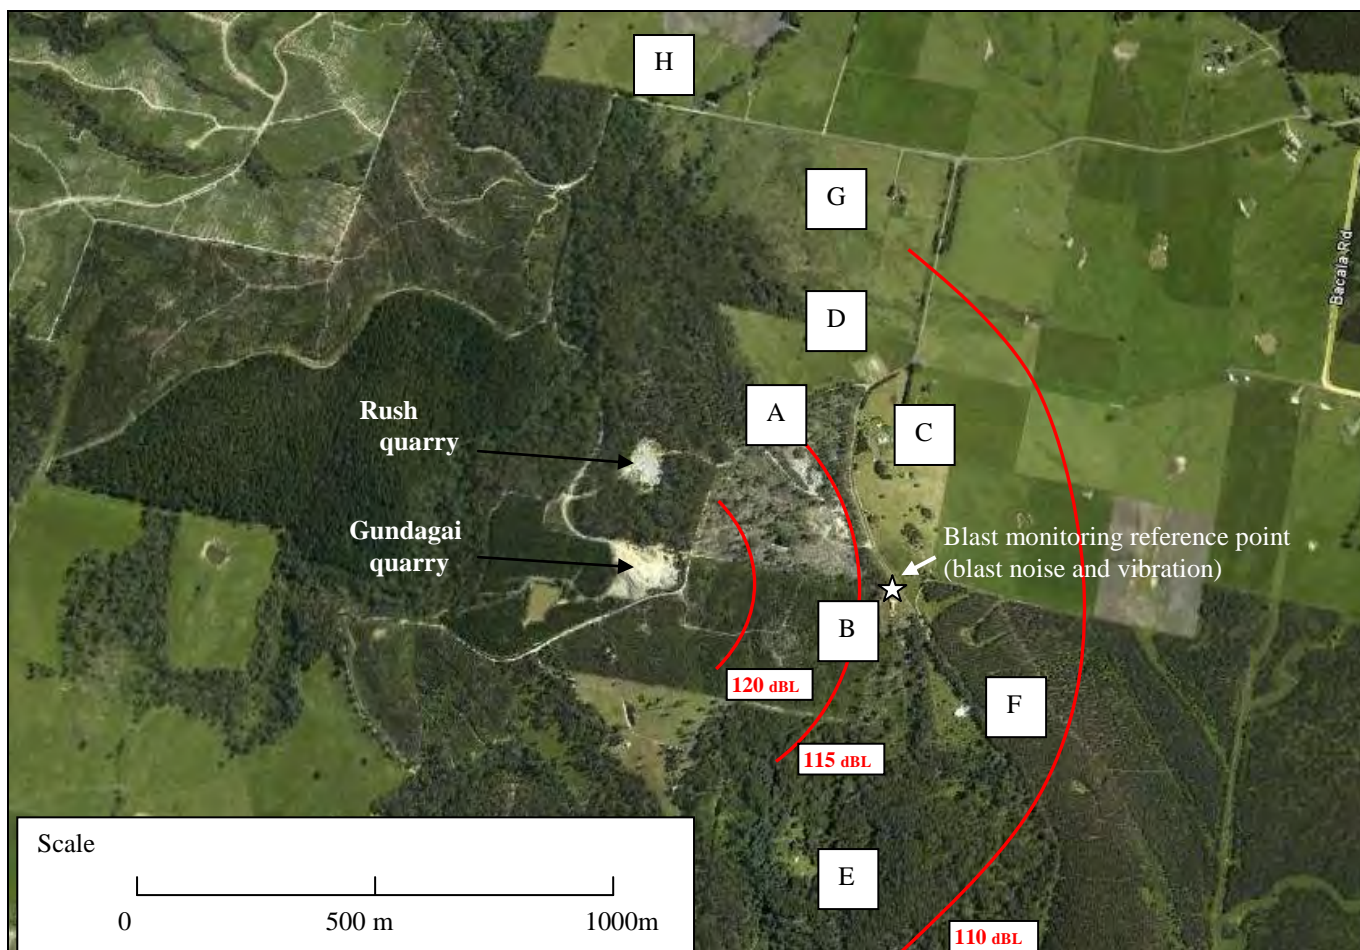 H
G
Bacala Rd
D
A
C
Rush
quarry
Gundagai
quarry
Blast monitoring reference point
(blast noise and vibration)
B
120 dBL
F
115 dBL
E
110 dBL
Scale
0
500 m
1000m